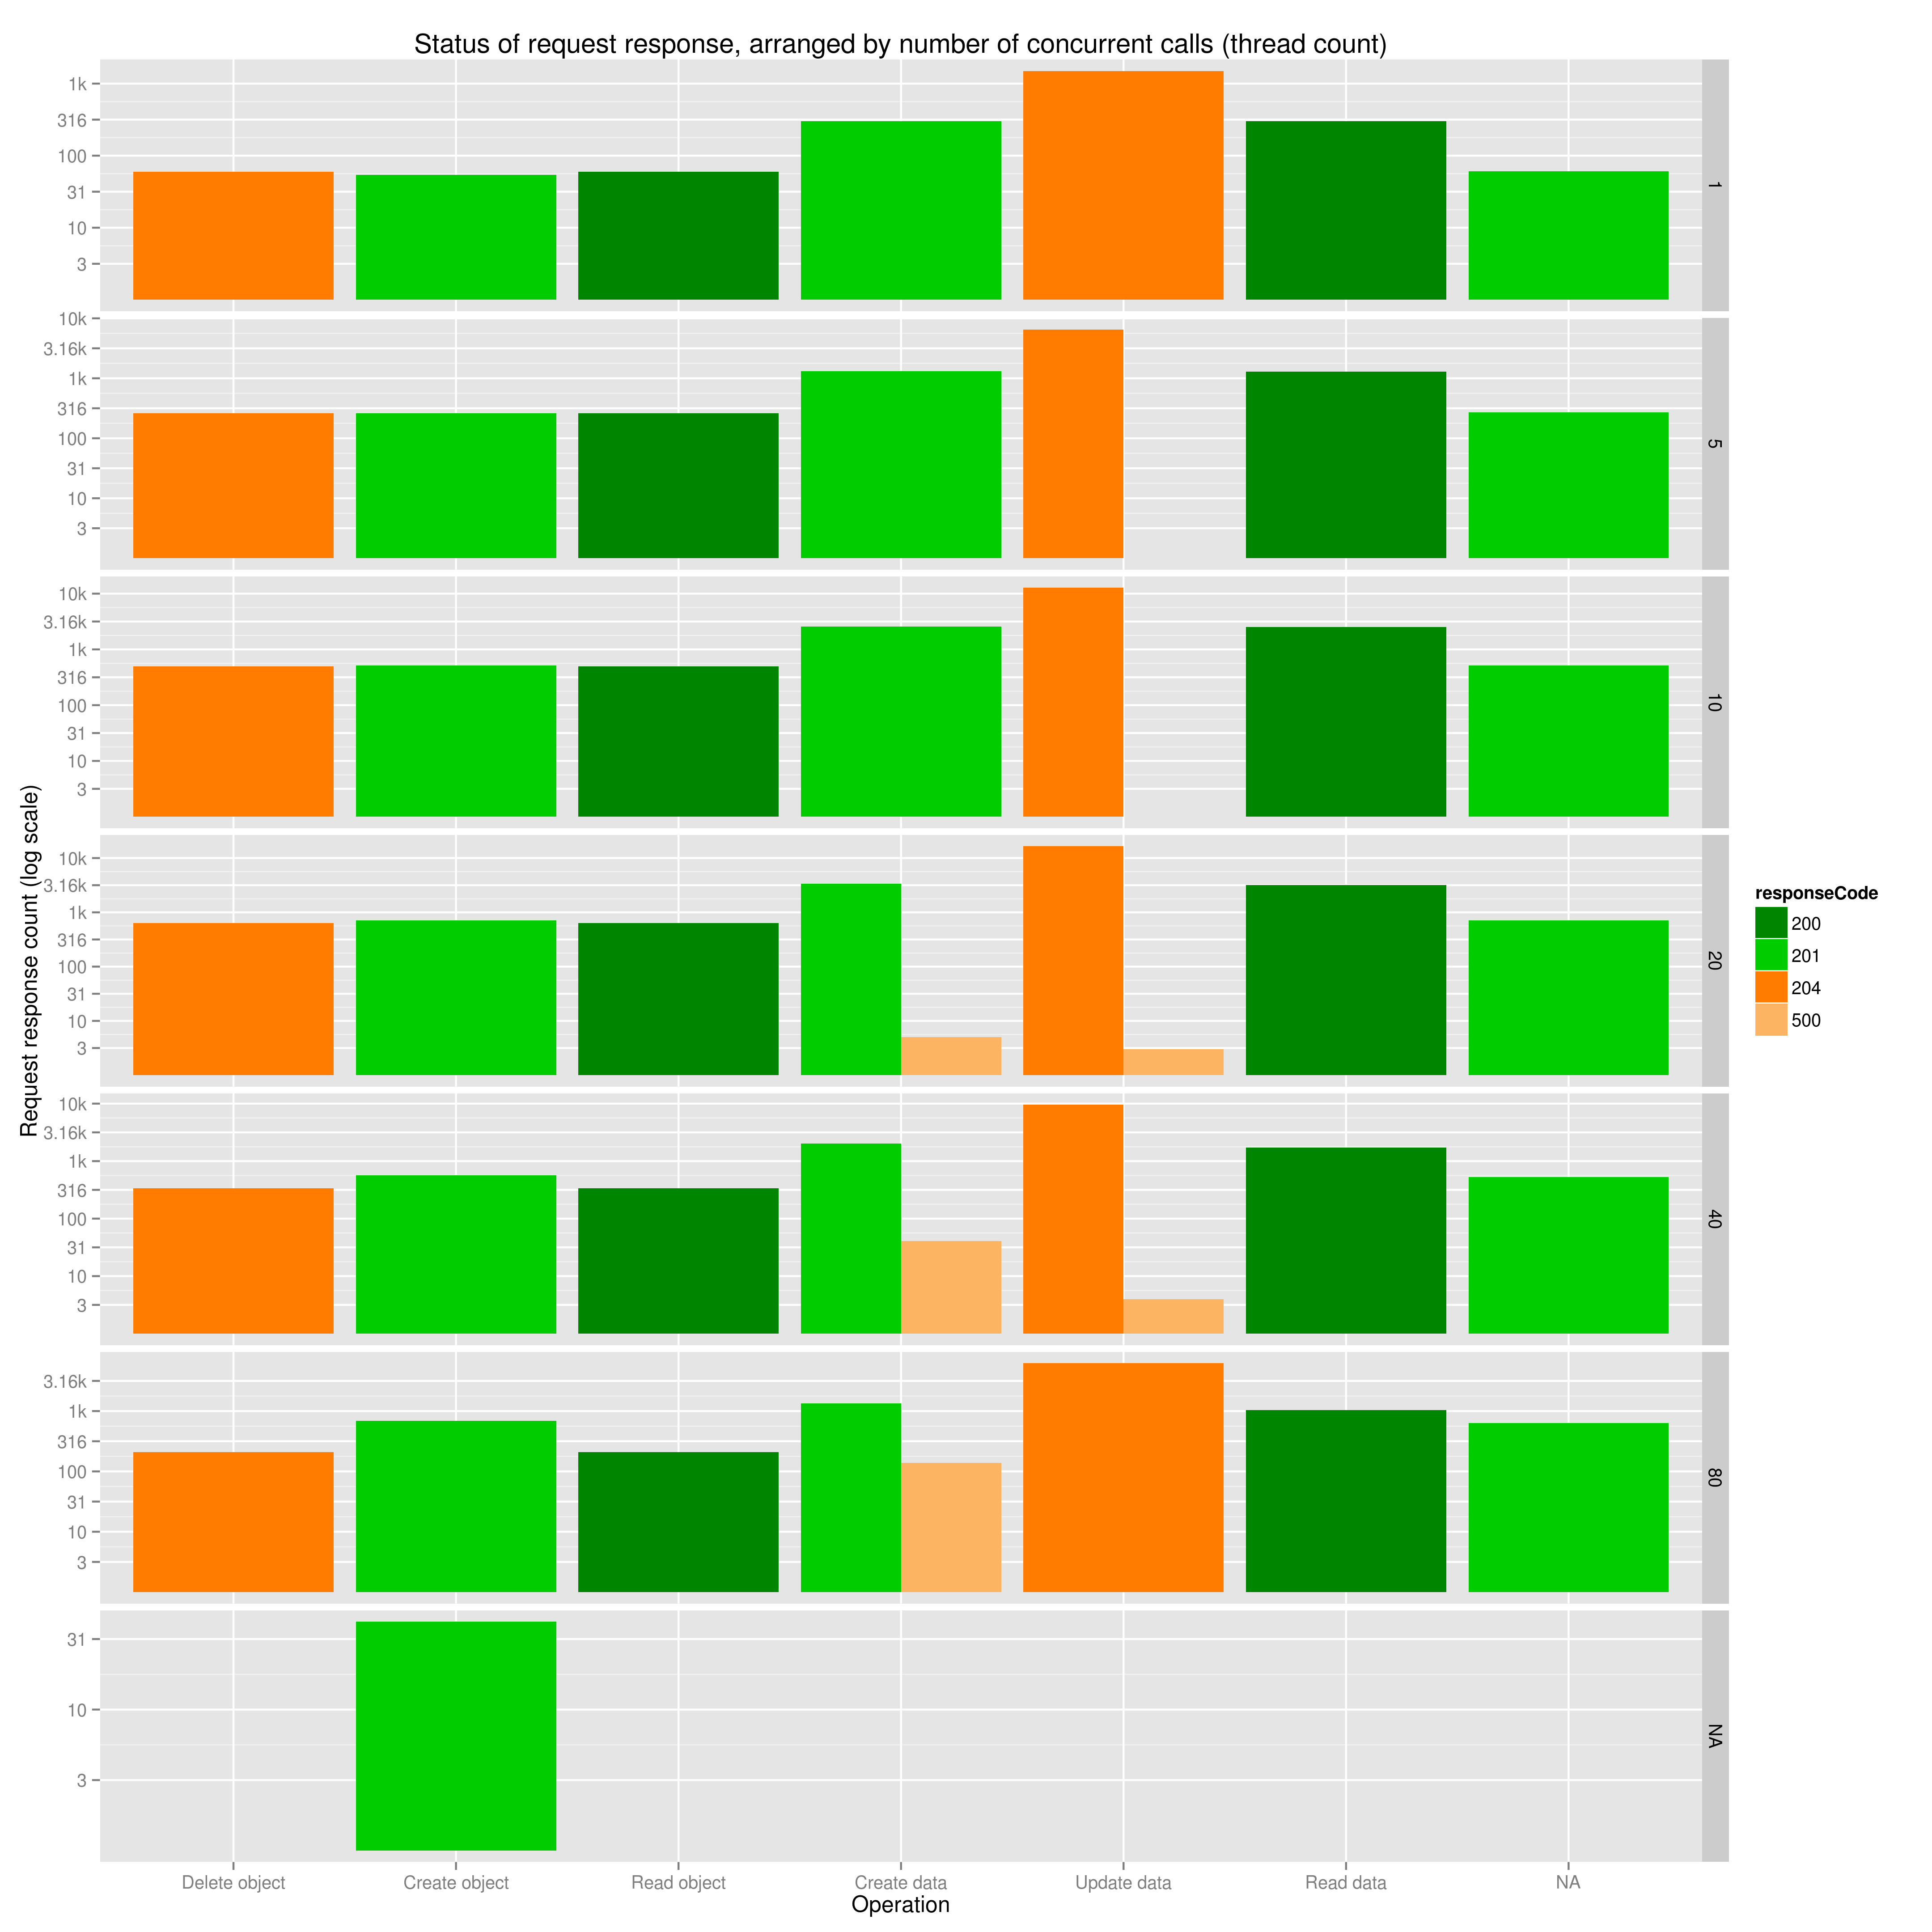 Status of request response, arranged by number of concurrent calls (thread count)
1k
316
100
31
10
3
1
10k
3.16k
1k
316
100
31
10
3
5
10k
3.16k
1k
316
100
31
10
3
10
10k
3.16k
1k
316
100
31
10
3
20
10k
3.16k
1k
316
100
31
10
3
40
3.16k
1k
316
100
31
10
3
80
31
10
3
NA
Request response count (log scale)
Delete object
Create object
Read object
Create data
Update data
Read data
NA
Operation
responseCode
200
201
204
500